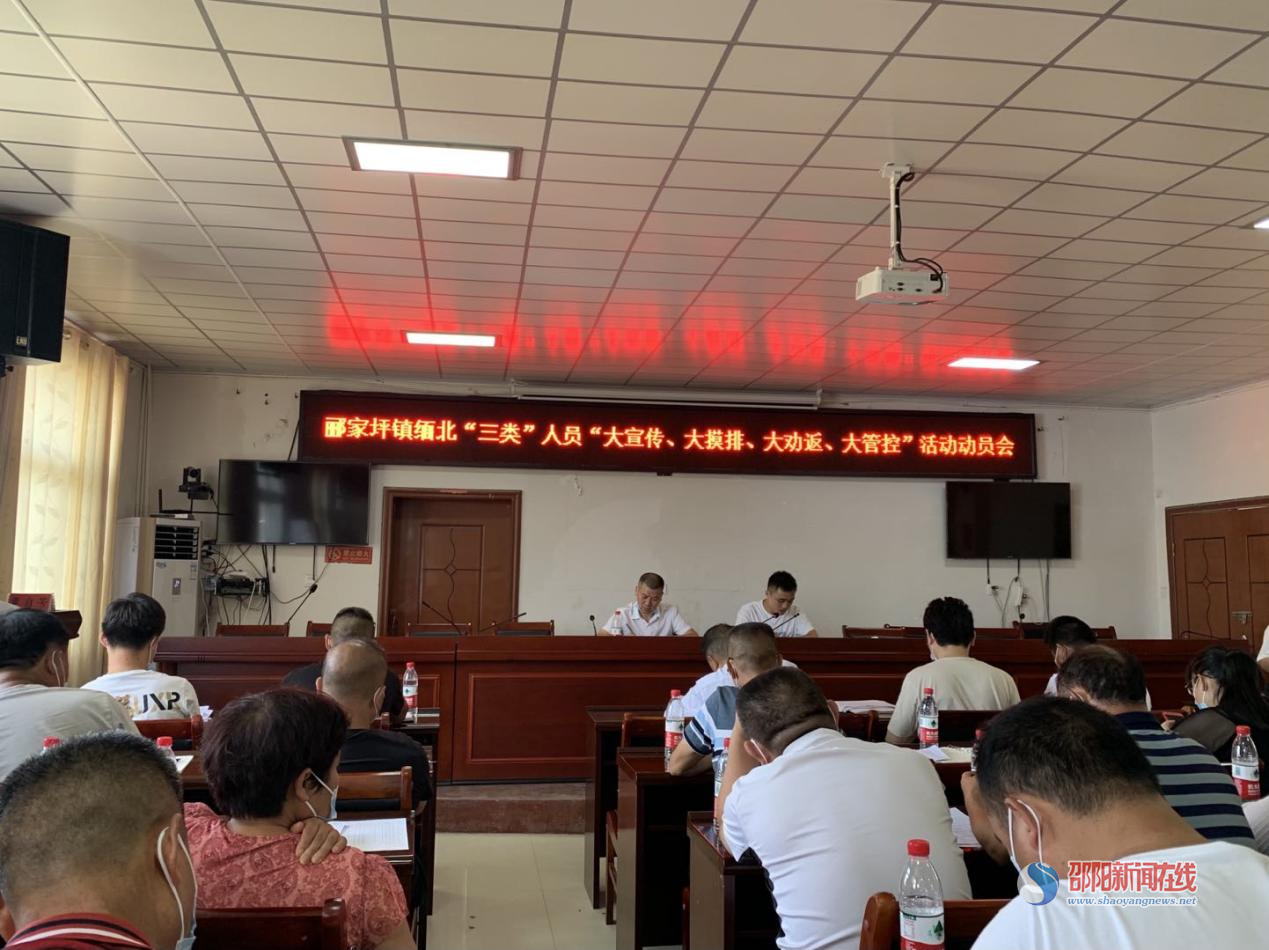 郦家坪镇缅北“三类”人员“大宣传、大摸排、大劝返、大管控”活动动员会
UXP
邵阳新闻在线
www.shaoyangnews.net